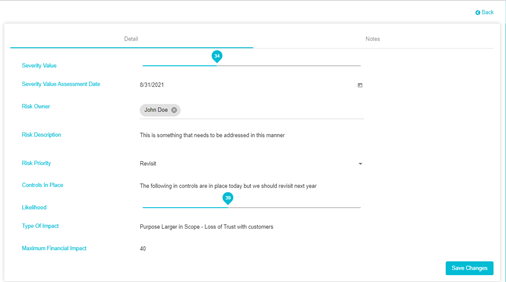 Back
Detail
Notes
34
Severity Value
Severity Value Assessment Date
8/31/2021
Risk Owner
John Doe
Risk Description
This is something that needs to be addressed in this manner
Risk Priority
Revisit
Controls In Place
The following in controls are in place today but we should revisit next year
39
Likelihood
Type Of Impact
Purpose Larger in Scope - Loss of Trust with customers
Maximum Financial Impact
40
Save Changes